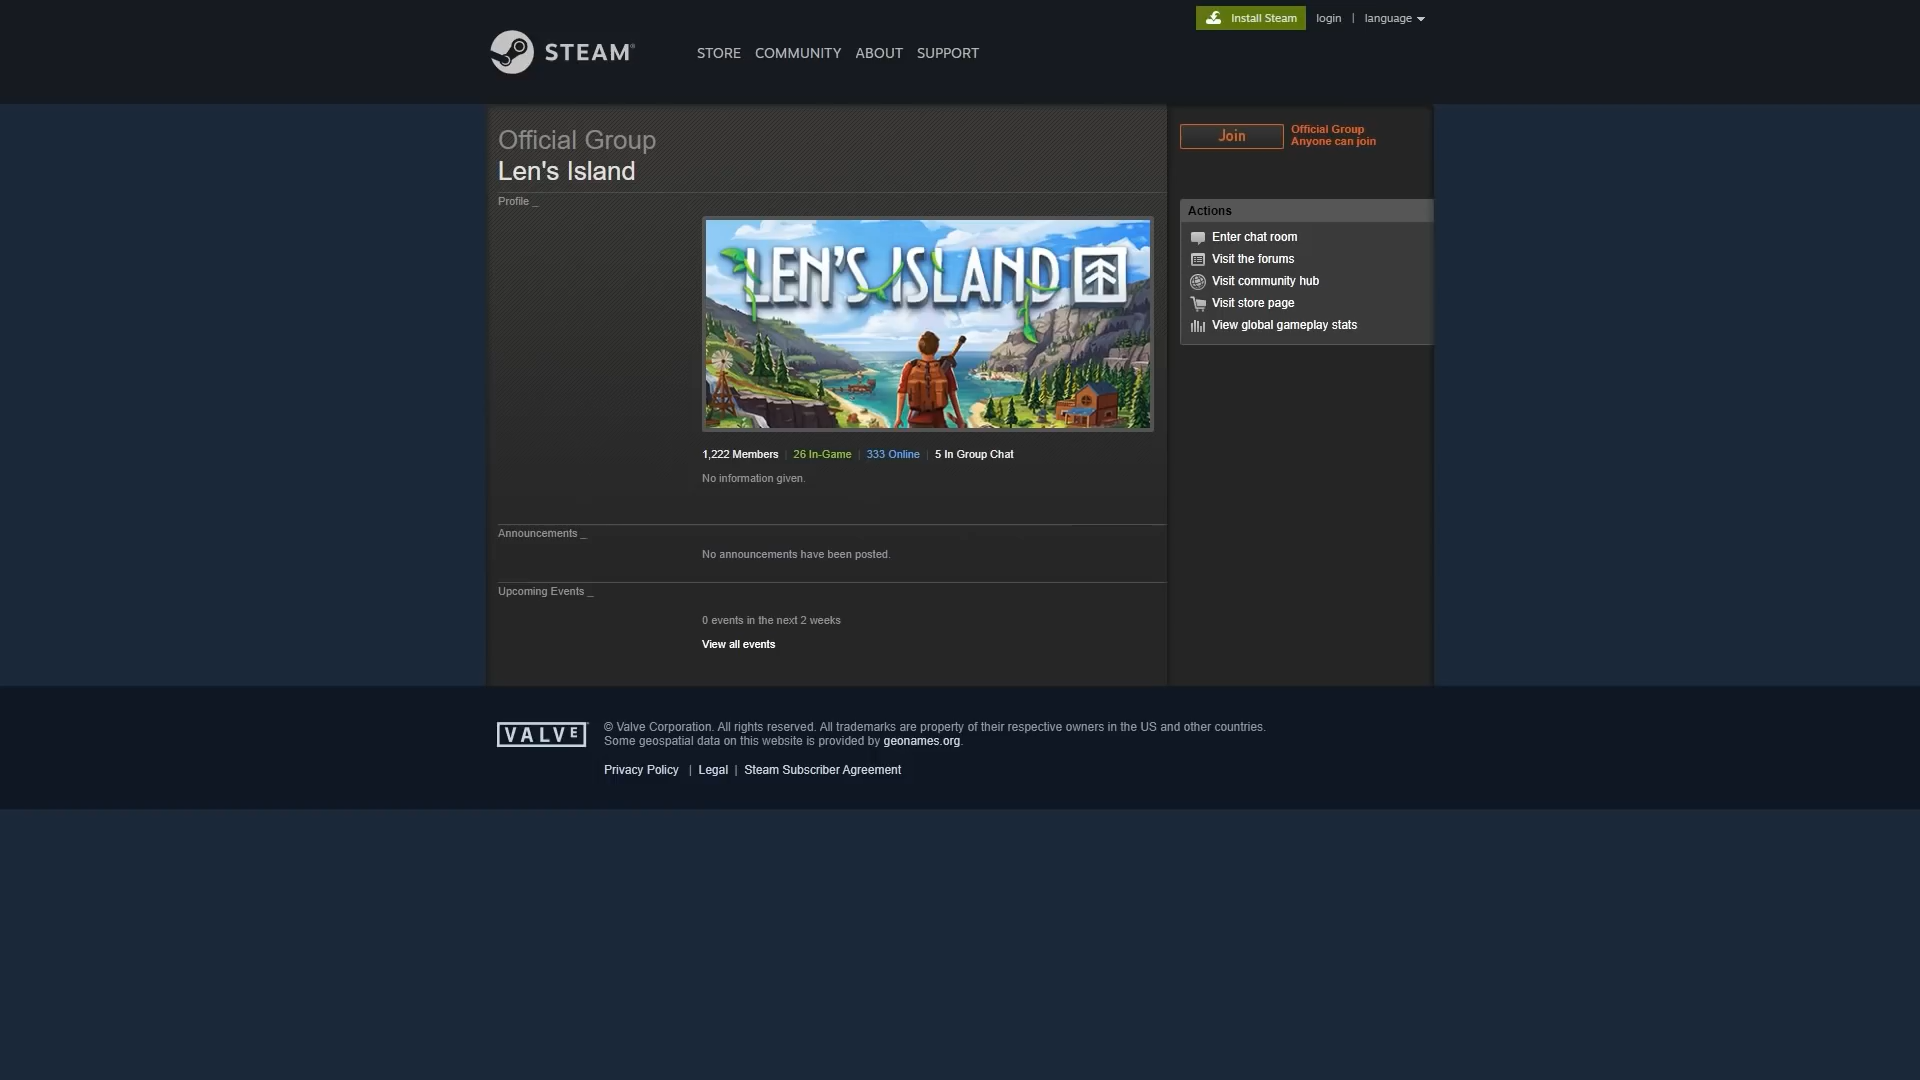 Install Steam login | language
STEAM®
STORE COMMUNITY ABOUT SUPPORT
Official Group
Len's Island
Join
Official Group
Anyone can join
Profile _
LEN'S ISLAND
1,222 Members | 26 In-Game | 333 Online | 5 In Group Chat
No information given.
Actions
Enter chat room
Visit the forums
Visit community hub
Visit store page
View global gameplay stats
Announcements _
No announcements have been posted.
Upcoming Events _
0 events in the next 2 weeks
View all events
VALVE
© Valve Corporation. All rights reserved. All trademarks are property of their respective owners in the US and other countries.
Some geospatial data on this website is provided by geonames.org.
Privacy Policy | Legal | Steam Subscriber Agreement